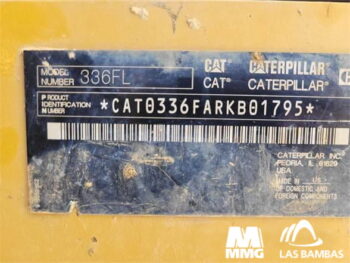 MODEL NUMBER 336FL CAT CATERPILLAR
CAT CATERPILLAR
PRODUCT IDENTIFICATION NUMBER *CAT0336FARKB01795*
CATERPILLAR INC.
PEORIA, IL 61629
USA
MADE IN U.S.A.
OF DOMESTIC AND
FOREIGN COMPONENTS
MMG LAS BAMBAS